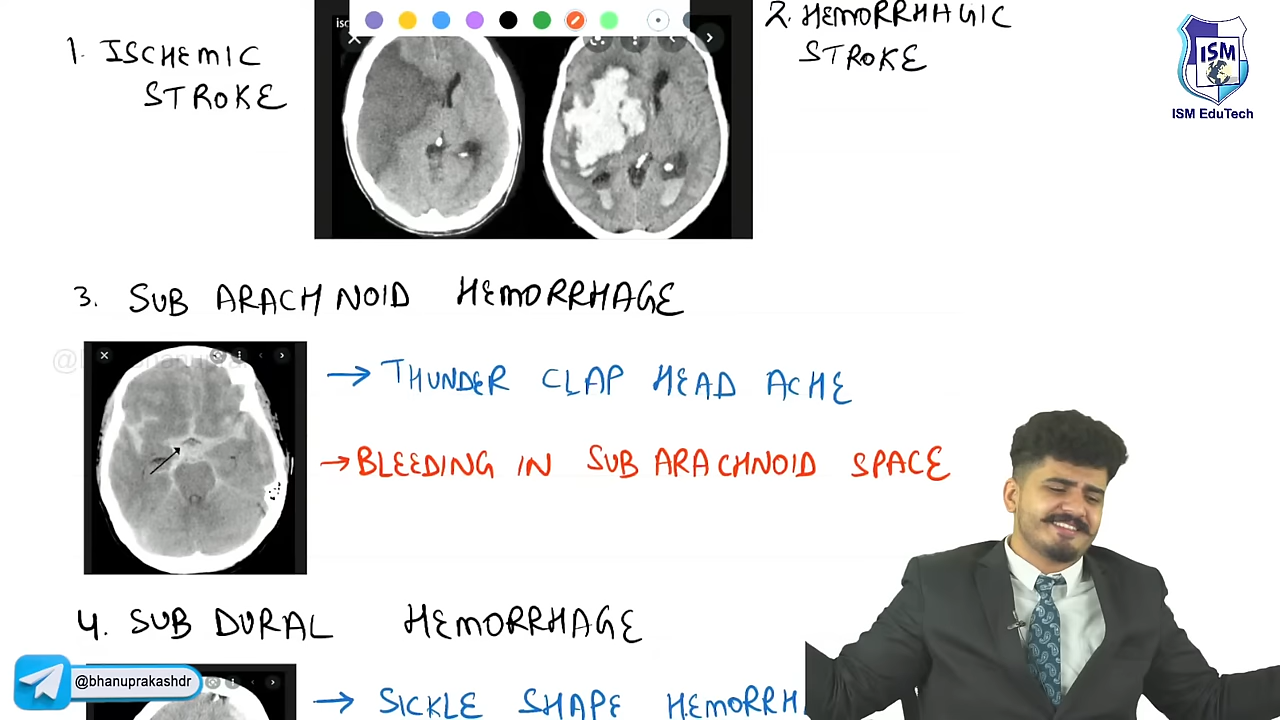 1. ISCHEMIC
STROKE
isc
2. HEMORRHAGIC
STROKE
ISM
ISM EduTech
3. SUB ARACHNOID HEMORRHAGE
→ THUNDER CLAP HEAD ACHE
→ BLEEDING IN SUB ARACHNOID SPACE
4. SUB DURAL HEMORRHAGE
@bhanuprakashdr
→ SICKLE SHAPE HEMORRH